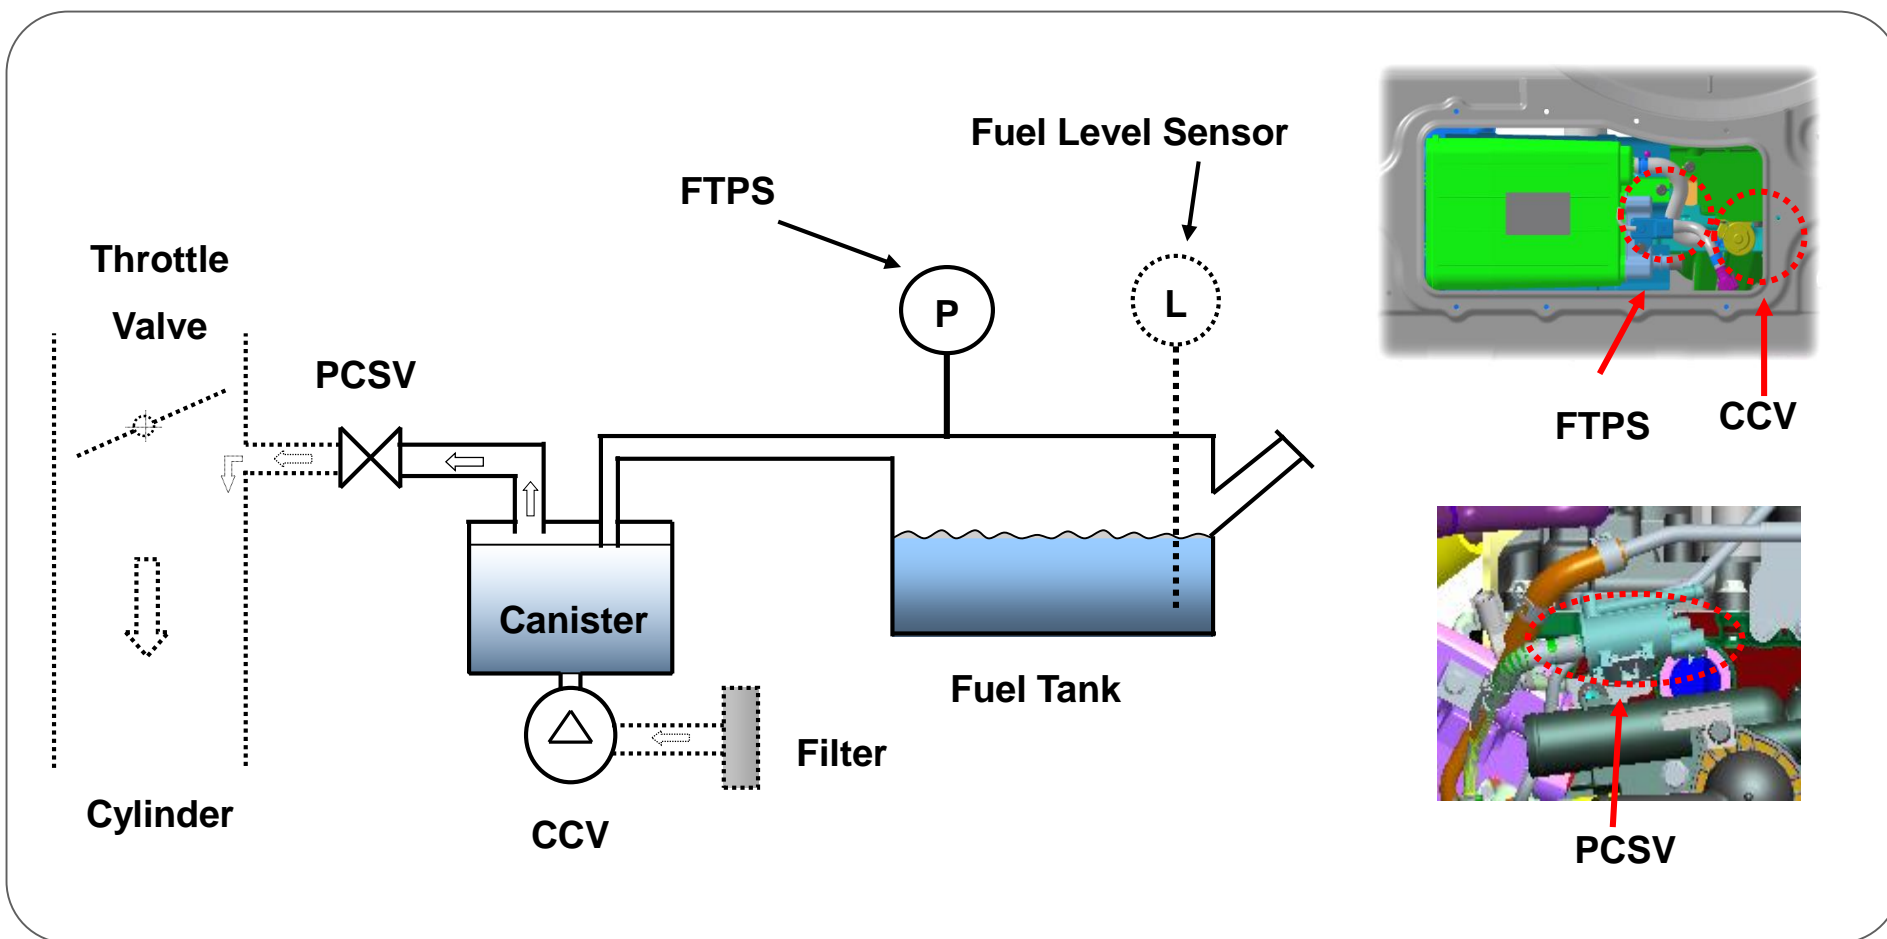 Fuel Level Sensor
FTPS
Throttle
Valve
PCSV
P
L
Canister
Fuel Tank
Filter
Cylinder
CCV
FTPS
CCV
PCSV